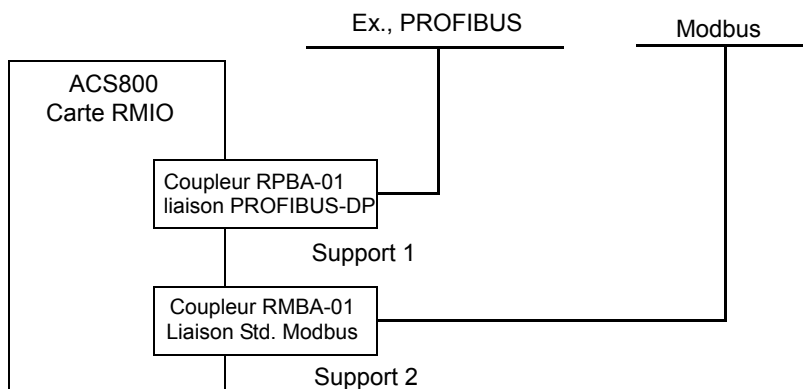 Ex., PROFIBUS
Modbus
ACS800
Carte RMIO
Coupleur RPBA-01
liaison PROFIBUS-DP
Support 1
Coupleur RMBA-01
Liaison Std. Modbus
Support 2